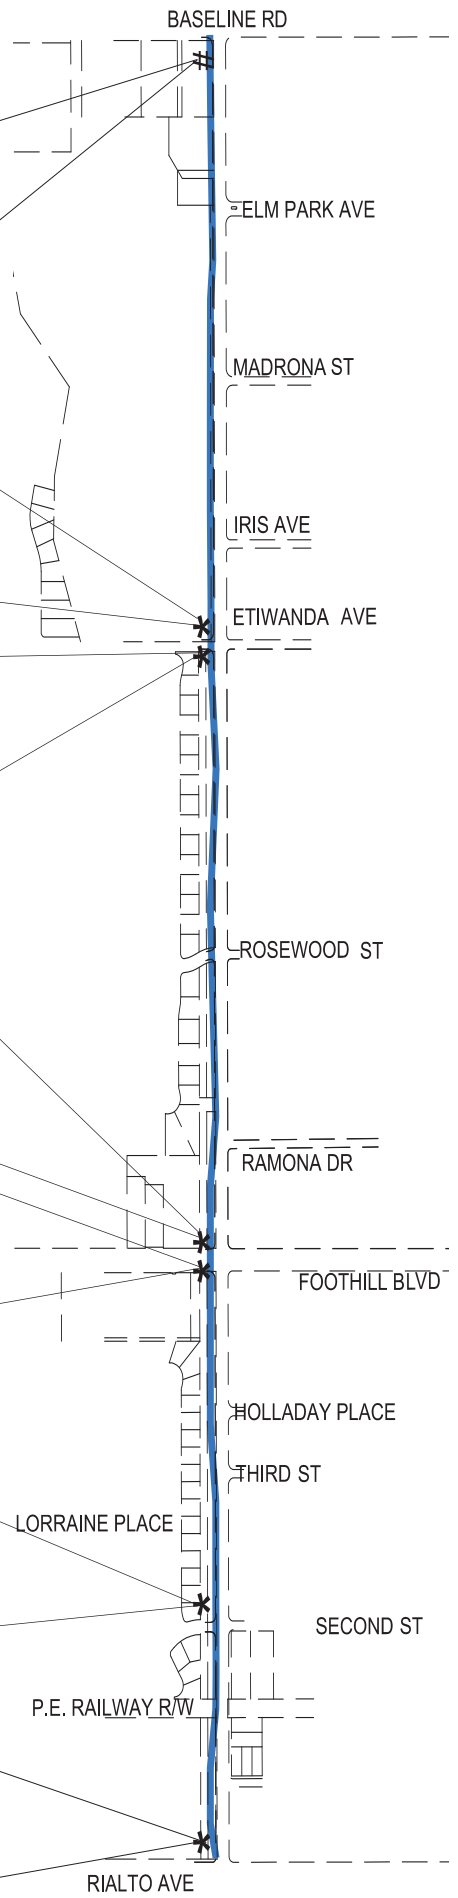 BASELINE RD
#
ELM PARK AVE
MADRONA ST
IRIS AVE
ETIWANDA AVE
*
*
ROSEWOOD ST
RAMONA DR
*
*
FOOTHILL BLVD
HOLLADAY PLACE
THIRD ST
LORRAINE PLACE
*
SECOND ST
P.E. RAILWAY R/W
*
RIALTO AVE